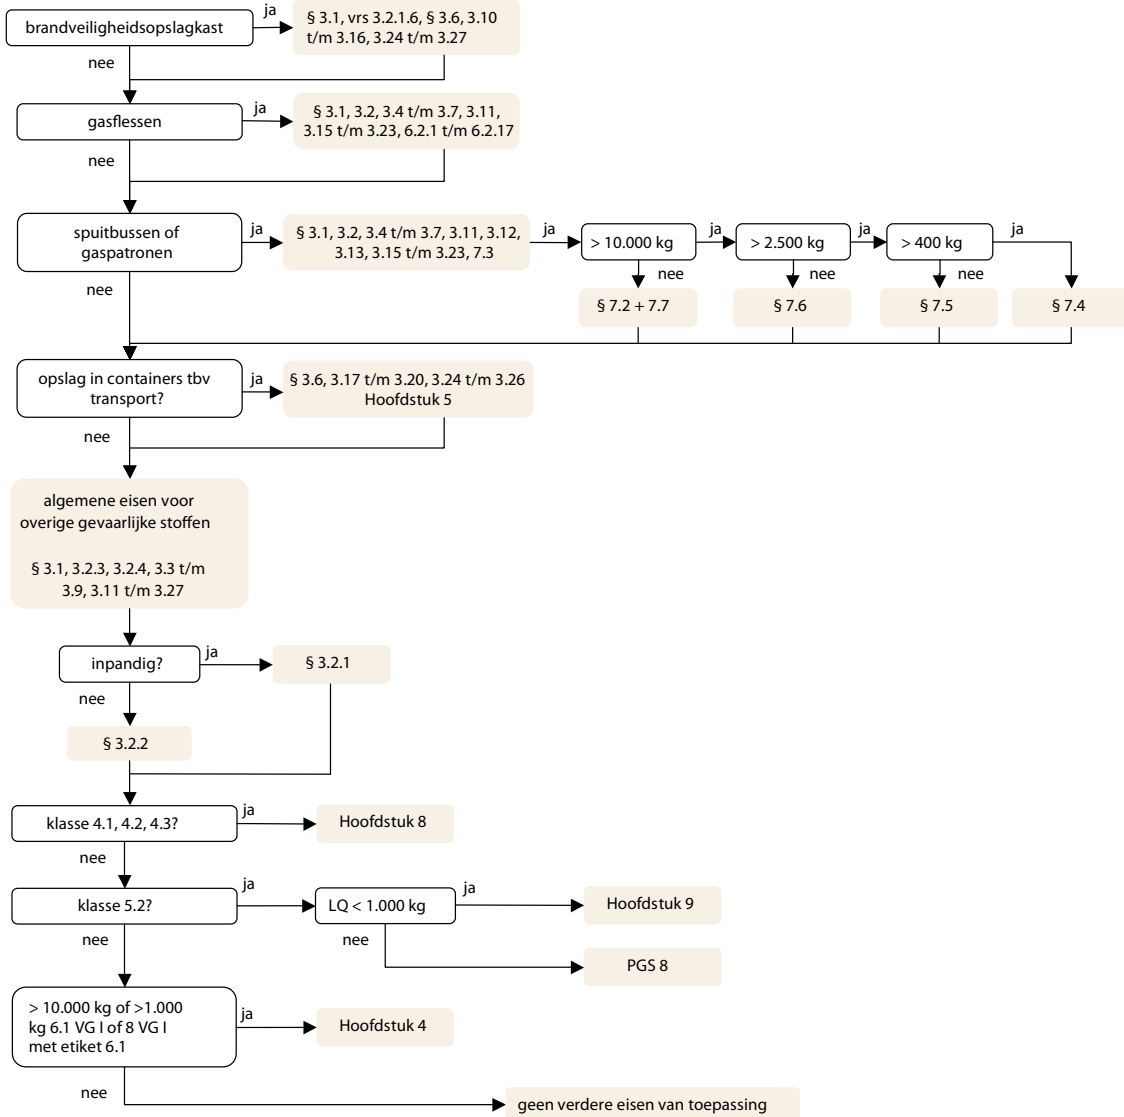 brandveiligheidsopslagkast
ja
§ 3.1, vrs 3.2.1.6, § 3.6, 3.10
t/m 3.16, 3.24 t/m 3.27
nee
gasflessen
ja
§ 3.1, 3.2, 3.4 t/m 3.7, 3.11,
3.15 t/m 3.23, 6.2.1 t/m 6.2.17
nee
spuitbussen of
gaspatronen
ja
§ 3.1, 3.2, 3.4 t/m 3.7, 3.11, 3.12,
3.13, 3.15 t/m 3.23, 7.3
ja
> 10.000 kg
ja
> 2.500 kg
ja
> 400 kg
ja
nee
nee
nee
nee
§ 7.2 + 7.7
§ 7.6
§ 7.5
§ 7.4
opslag in containers tbv
transport?
ja
§ 3.6, 3.17 t/m 3.20, 3.24 t/m 3.26
Hoofdstuk 5
nee
algemene eisen voor
overige gevaarlijke stoffen
§ 3.1, 3.2.3, 3.2.4, 3.3 t/m
3.9, 3.11 t/m 3.27
inpandig?
ja
§ 3.2.1
nee
§ 3.2.2
klasse 4.1, 4.2, 4.3?
ja
Hoofdstuk 8
nee
klasse 5.2?
ja
LQ < 1.000 kg
ja
Hoofdstuk 9
nee
nee
PGS 8
> 10.000 kg of >1.000
kg 6.1 VG I of 8 VG I
met etiket 6.1
ja
Hoofdstuk 4
nee
geen verdere eisen van toepassing